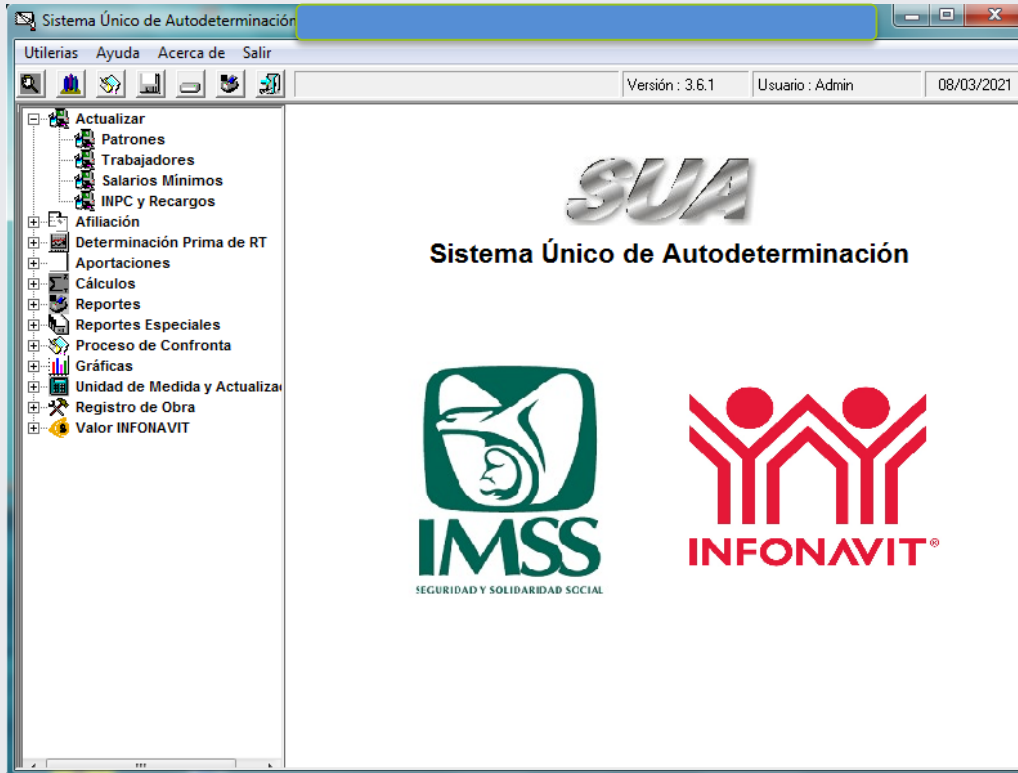 Sistema Único de Autodeterminación
Utilerias Ayuda Acerca de Salir
Versión : 3.6.1 Usuario : Admin 08/03/2021
Actualizar
Patrones
Trabajadores
Salarios Mínimos
INPC y Recargos
Afiliación
Determinación Prima de RT
Aportaciones
Cálculos
Reportes
Reportes Especiales
Proceso de Confronta
Gráficas
Unidad de Medida y Actualiza
Registro de Obra
Valor INFONAVIT
SUA
Sistema Único de Autodeterminación
IMSS
SEGURIDAD Y SOLIDARIDAD SOCIAL
INFONAVIT®